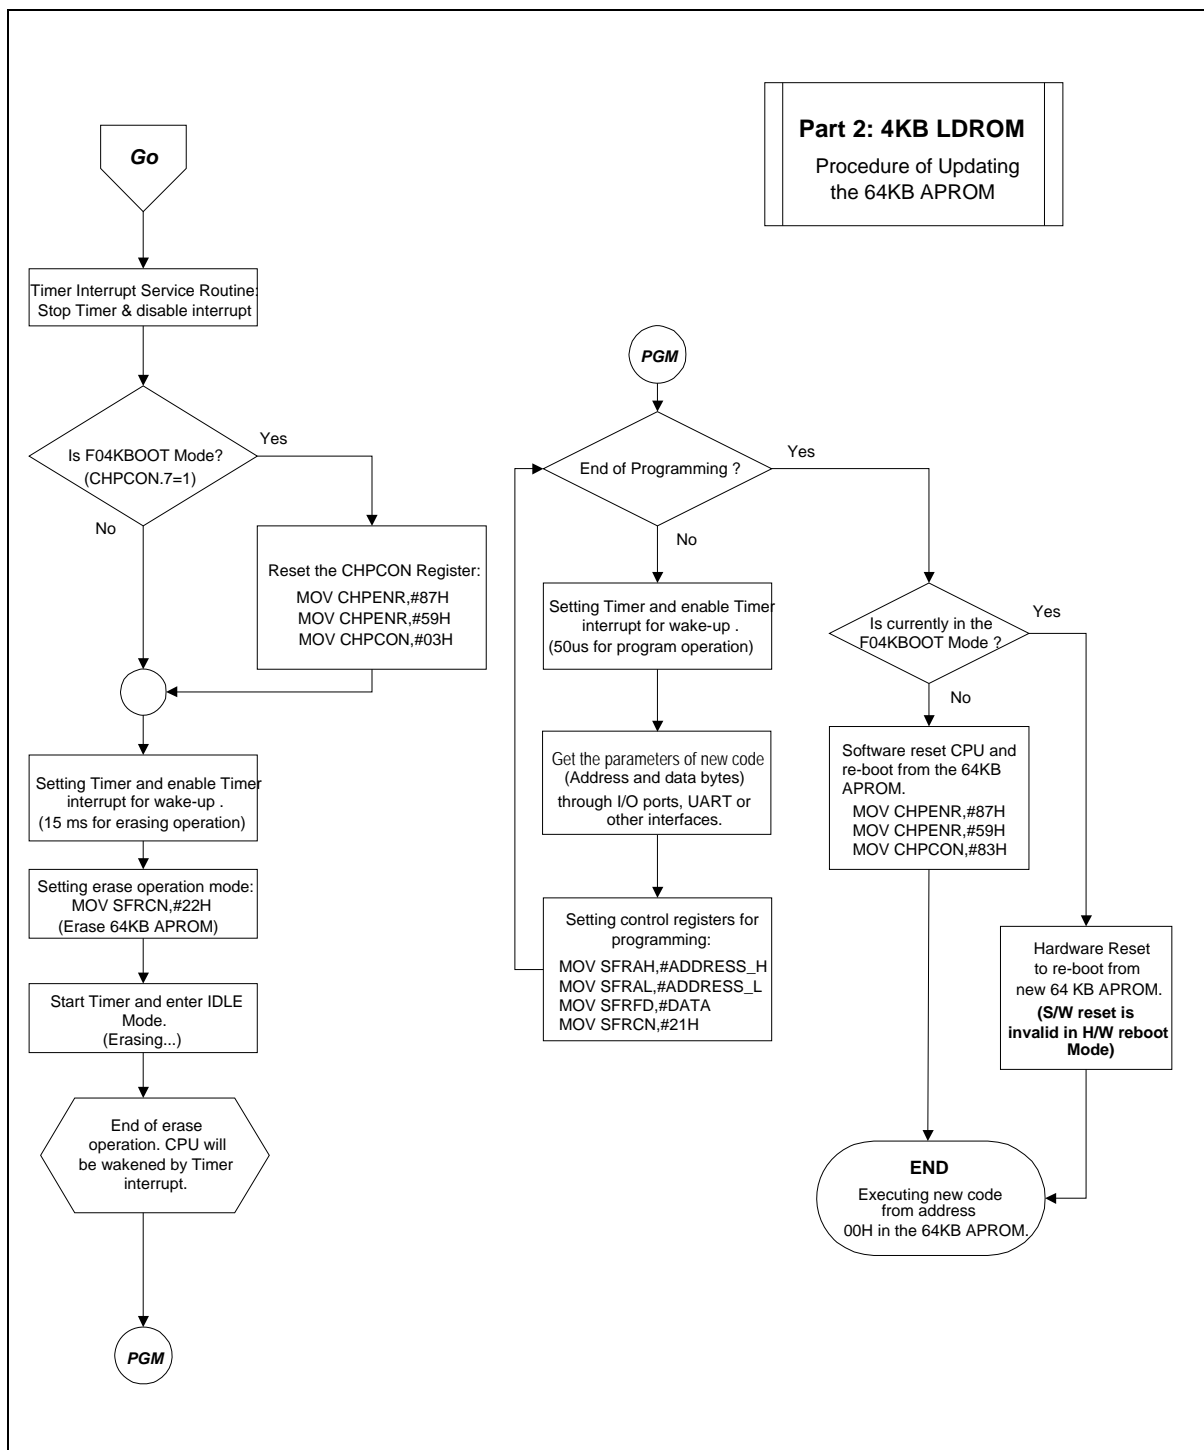 Part 2: 4KB LDROM
Procedure of Updating
the 64KB APROM
Go
Timer Interrupt Service Routine:
Stop Timer & disable interrupt
Is F04KBOOT Mode?
(CHPCON.7=1)
Yes
No
Reset the CHPCON Register:
MOV CHPENR,#87H
MOV CHPENR,#59H
MOV CHPCON,#03H
Setting Timer and enable Timer
interrupt for wake-up .
(15 ms for erasing operation)
Setting erase operation mode:
MOV SFRCN,#22H
(Erase 64KB APROM)
Start Timer and enter IDLE
Mode.
(Erasing...)
End of erase
operation. CPU will
be wakened by Timer
interrupt.
PGM
PGM
End of Programming ?
Yes
No
Setting Timer and enable Timer
interrupt for wake-up .
(50us for program operation)
Get the parameters of new code
(Address and data bytes)
through I/O ports, UART or
other interfaces.
Setting control registers for
programming:
MOV SFRAH,#ADDRESS_H
MOV SFRAL,#ADDRESS_L
MOV SFRFD,#DATA
MOV SFRCN,#21H
Is currently in the
F04KBOOT Mode ?
Yes
No
Software reset CPU and
re-boot from the 64KB
APROM.
MOV CHPENR,#87H
MOV CHPENR,#59H
MOV CHPCON,#83H
Hardware Reset
to re-boot from
new 64 KB APROM.
(S/W reset is
invalid in H/W reboot
Mode)
END
Executing new code
from address
00H in the 64KB APROM.